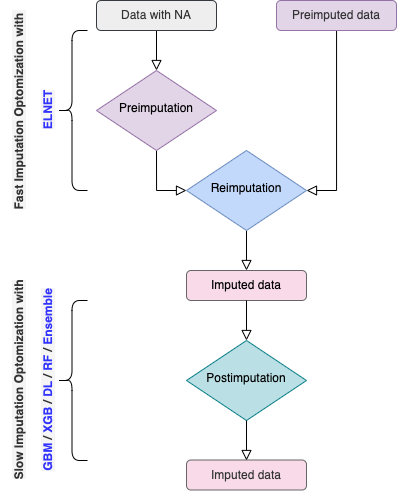 Data with NA
Preimputed data
Fast Imputation Optomization with
ELNET
Preimputation
Reimputation
Imputed data
Slow Imputation Optomization with
GBM / XGB / DL / RF / Ensemble
Postimputation
Imputed data